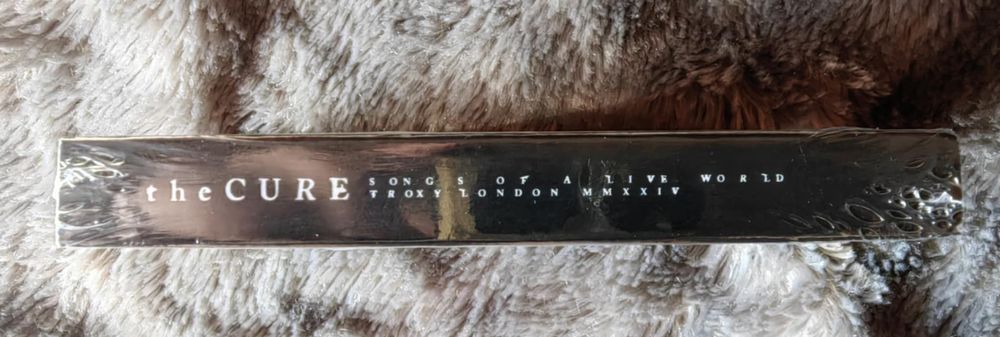 theCURE
SONGS OF A LIVE WORLD
TROXY LONDON MMXXIV